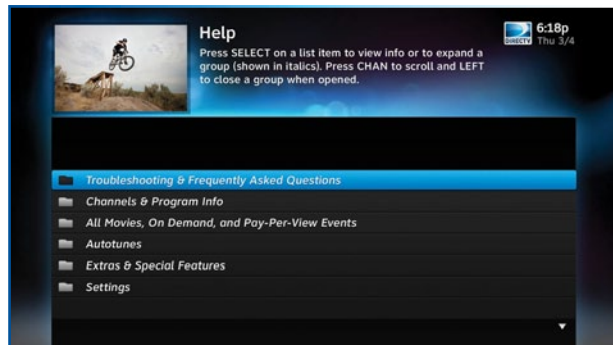 Help
Press SELECT on a list item to view info or to expand a
group (shown in italics). Press CHAN to scroll and LEFT
to close a group when opened.
DIRECTV
6:18p
Thu 3/4
Troubleshooting & Frequently Asked Questions
Channels & Program Info
All Movies, On Demand, and Pay-Per-View Events
Autotunes
Extras & Special Features
Settings